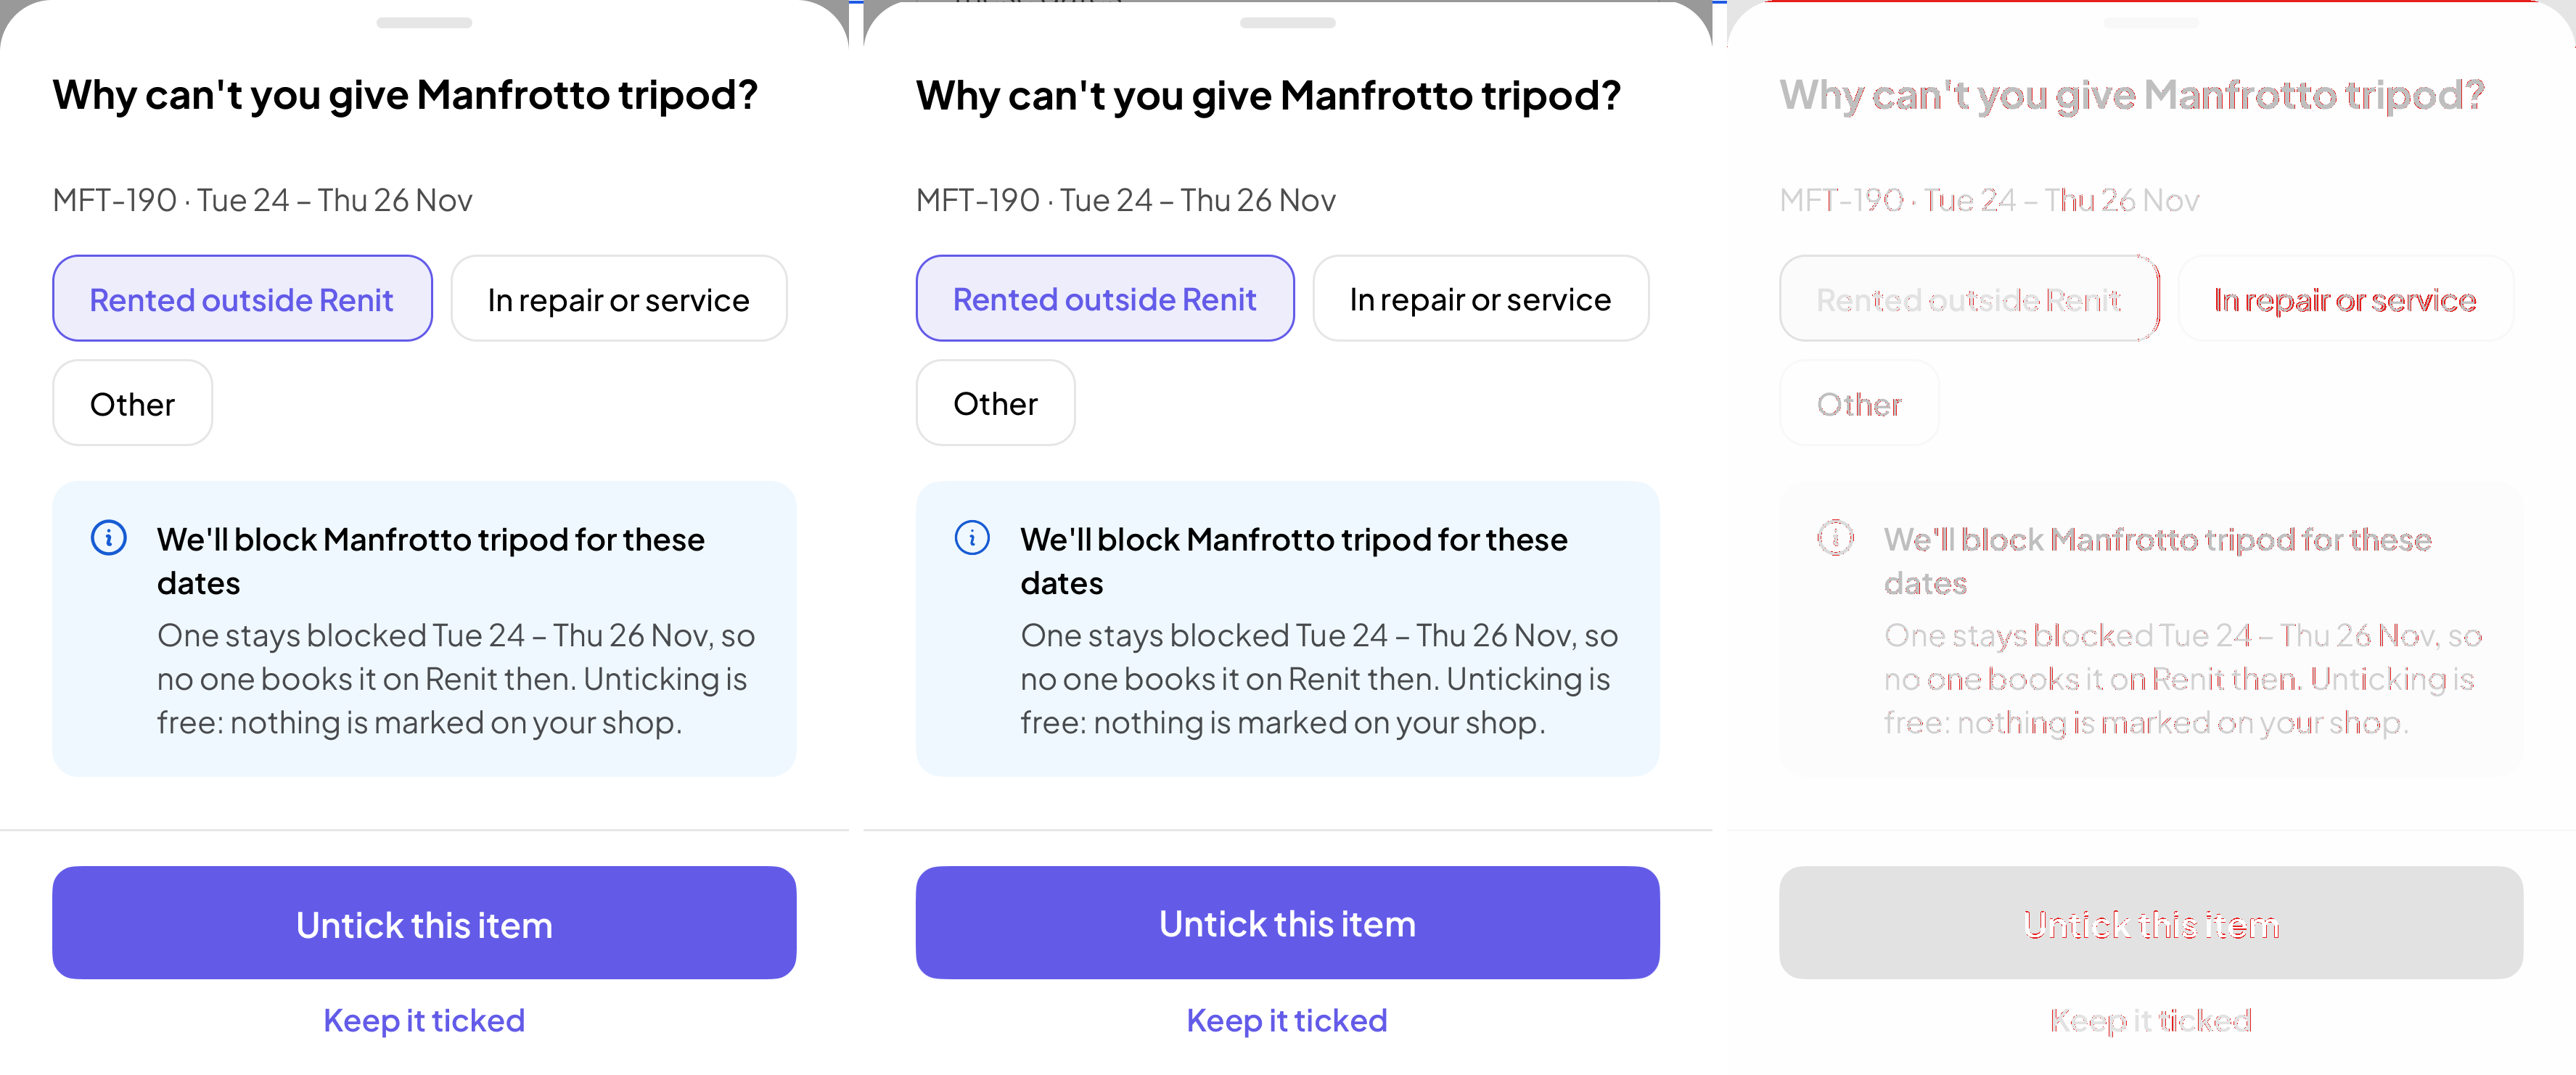 Why can't you give Manfrotto tripod?
MFT-190 · Tue 24 – Thu 26 Nov
Rented outside Renit
In repair or service
Other
We'll block Manfrotto tripod for these
dates
One stays blocked Tue 24 – Thu 26 Nov, so
no one books it on Renit then. Unticking is
free: nothing is marked on your shop.
Untick this item
Keep it ticked
Why can't you give Manfrotto tripod?
MFT-190 · Tue 24 – Thu 26 Nov
Rented outside Renit
In repair or service
Other
We'll block Manfrotto tripod for these
dates
One stays blocked Tue 24 – Thu 26 Nov, so
no one books it on Renit then. Unticking is
free: nothing is marked on your shop.
Untick this item
Keep it ticked
Why can't you give Manfrotto tripod?
MFT-190 · Tue 24 – Thu 26 Nov
Rented outside Renit
In repair or service
Other
We'll block Manfrotto tripod for these
dates
One stays blocked Tue 24 – Thu 26 Nov, so
no one books it on Renit then. Unticking is
free: nothing is marked on your shop.
Untick this item
Keep it ticked